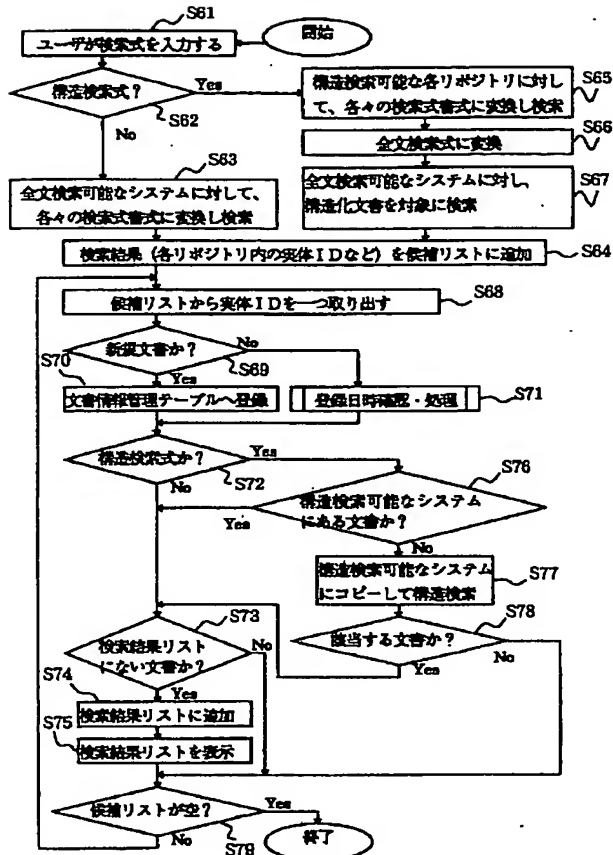 S61
ユーザが検索式を入力する
開始
構造検索式？
Yes
S62
No
構造検索可能な各リポジトリに対し
て、各々の検索式書式に変換し検索
S65
全文検索式に変換
S66
全文検索可能なシステムに対し、
構造化文書を対象に検索
S67
S63
全文検索可能なシステムに対して、
各々の検索式書式に変換し検索
検索結果（各リポジトリ内の実体IDなど）を候補リストに追加
S64
候補リストから実体IDを一つ取り出す
S68
新規文書か？
No
S69
Yes
S70
文書情報管理テーブルへ登録
登録日時確認・処理
S71
構造検索式か？
Yes
S72
No
S76
構造検索可能なシステム
にある文書か？
Yes
No
構造検索可能なシステム
にコピーして構造検索
S77
S78
該当する文書か？
Yes
No
S73
検索結果リスト
にない文書か？
No
Yes
S74
検索結果リストに追加
S75
検索結果リストを表示
候補リストが空？
Yes
S79
No
終了